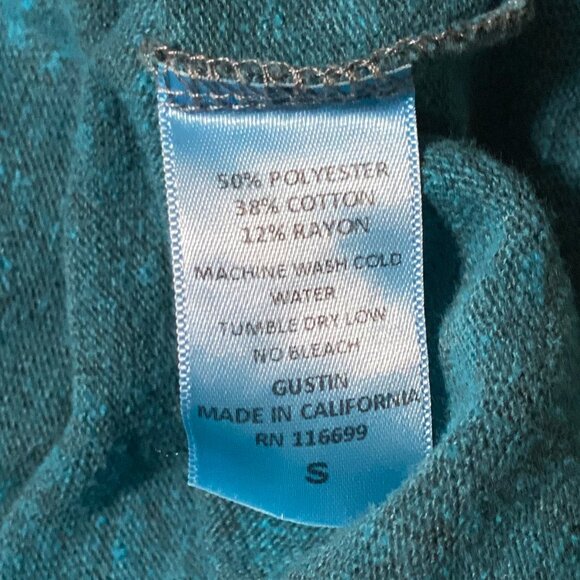 50% POLYESTER
38% COTTON
12% RAYON
MACHINE WASH COLD
WATER
TUMBLE DRY LOW
NO BLEACH
GUSTIN
MADE IN CALIFORNIA
RN 116699
S